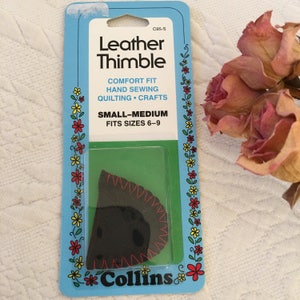 C95-S
Leather
Thimble
COMFORT FIT
HAND SEWING
QUILTING • CRAFTS
SMALL–MEDIUM
FITS SIZES 6–9
Collins